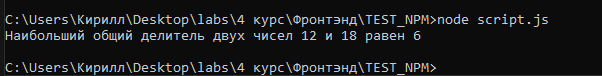 C:\Users\Кирилл\Desktop\labs\4 курс\Фронтэнд\TEST_NPM>node script.js
Наибольший общий делитель двух чисел 12 и 18 равен 6
C:\Users\Кирилл\Desktop\labs\4 курс\Фронтэнд\TEST_NPM>